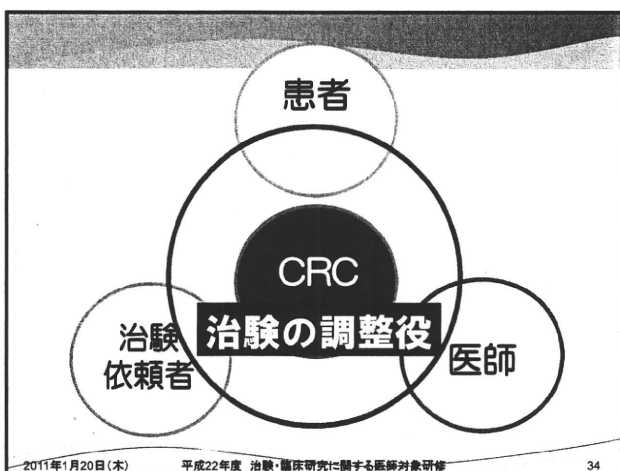 患者
CRC
治験の調整役
治験
依頼者
医師
2011年1月20日(木)
平成22年度 治験・臨床研究に関する医師対象研修
34